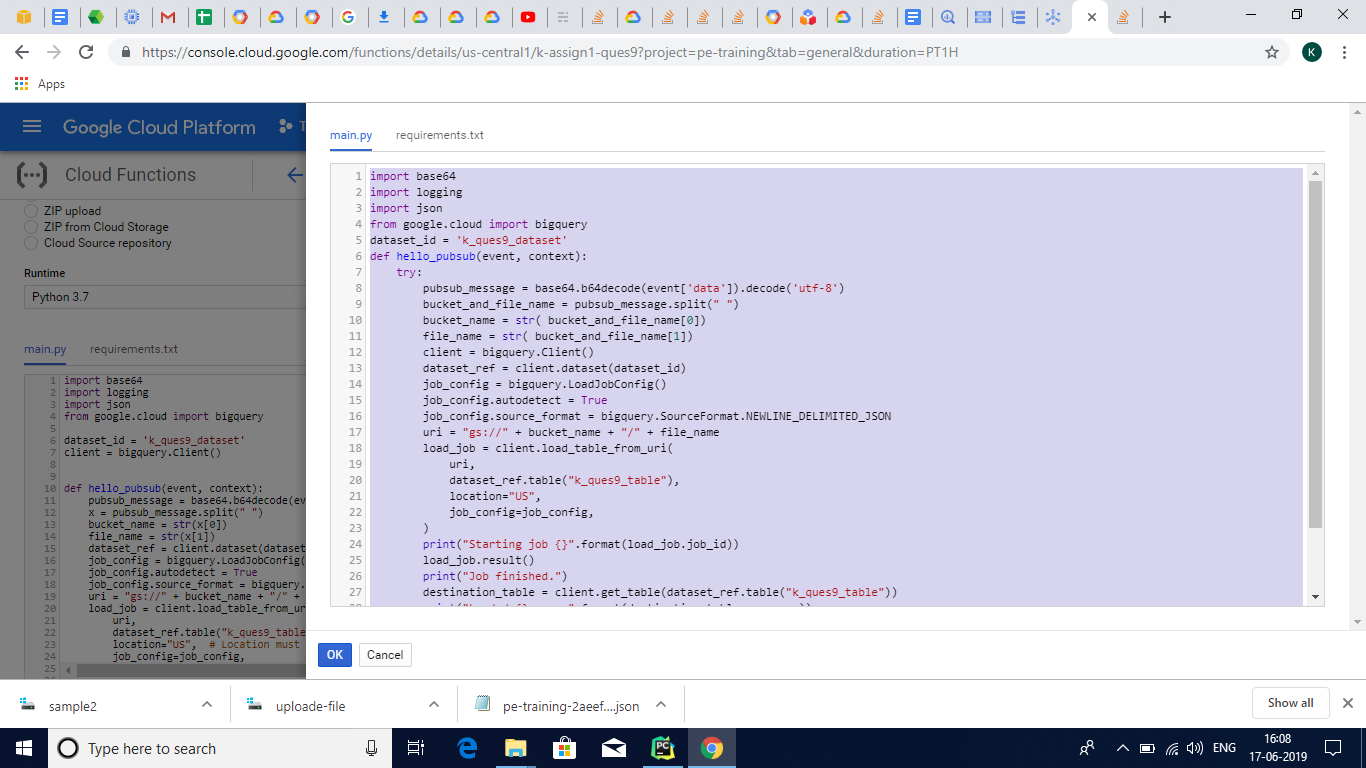 https://console.cloud.google.com/functions/details/us-central1/k-assign1-ques9?project=pe-training&tab=general&duration=PT1H
K
Apps
Google Cloud Platform
Cloud Functions
ZIP upload
ZIP from Cloud Storage
Cloud Source repository
Runtime
Python 3.7
main.py requirements.txt
1 import base64
2 import logging
3 import json
4 from google.cloud import bigquery
5
6 dataset_id = 'k_ques9_dataset'
7 client = bigquery.Client()
8
9
10 def hello_pubsub(event, context):
11 pubsub_message = base64.b64decode(ev
12 x = pubsub_message.split(" ")
13 bucket_name = str(x[0])
14 file_name = str(x[1])
15 dataset_ref = client.dataset(dataset
16 job_config = bigquery.LoadJobConfig(
17 job_config.autodetect = True
18 job_config.source_format = bigquery.
19 uri = "gs://" + bucket_name + "/" +
20 load_job = client.load_table_from_ur
21 uri,
22 dataset_ref.table("k_ques9_table
23 location="US", # Location must
24 job_config=job_config,
25
main.py requirements.txt
1 import base64
2 import logging
3 import json
4 from google.cloud import bigquery
5 dataset_id = 'k_ques9_dataset'
6 def hello_pubsub(event, context):
7 try:
8 pubsub_message = base64.b64decode(event['data']).decode('utf-8')
9 bucket_and_file_name = pubsub_message.split(" ")
10 bucket_name = str( bucket_and_file_name[0])
11 file_name = str( bucket_and_file_name[1])
12 client = bigquery.Client()
13 dataset_ref = client.dataset(dataset_id)
14 job_config = bigquery.LoadJobConfig()
15 job_config.autodetect = True
16 job_config.source_format = bigquery.SourceFormat.NEWLINE_DELIMITED_JSON
17 uri = "gs://" + bucket_name + "/" + file_name
18 load_job = client.load_table_from_uri(
19 uri,
20 dataset_ref.table("k_ques9_table"),
21 location="US",
22 job_config=job_config,
23 )
24 print("Starting job {}".format(load_job.job_id))
25 load_job.result()
26 print("Job finished.")
27 destination_table = client.get_table(dataset_ref.table("k_ques9_table"))
OK Cancel
sample2 uploade-file pe-training-2aeef....json Show all
Type here to search
ENG
16:08
17-06-2019